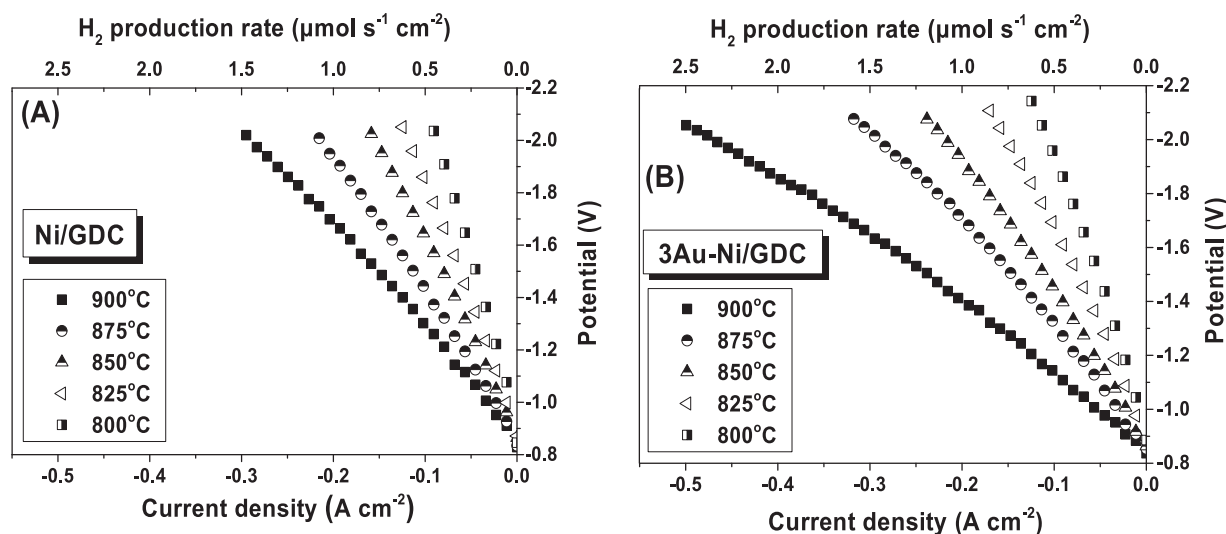 H₂ production rate (μmol s⁻¹ cm⁻²)
2.5 2.0 1.5 1.0 0.5 0.0
(A)
-2.2
-2.0
-1.8
-1.6
-1.4
-1.2
-1.0
-0.8
Potential (V)
Ni/GDC
900°C
875°C
850°C
825°C
800°C
-0.5 -0.4 -0.3 -0.2 -0.1 0.0
Current density (A cm⁻²)
H₂ production rate (μmol s⁻¹ cm⁻²)
2.5 2.0 1.5 1.0 0.5 0.0
(B)
-2.2
-2.0
-1.8
-1.6
-1.4
-1.2
-1.0
-0.8
Potential (V)
3Au-Ni/GDC
900°C
875°C
850°C
825°C
800°C
-0.5 -0.4 -0.3 -0.2 -0.1 0.0
Current density (A cm⁻²)